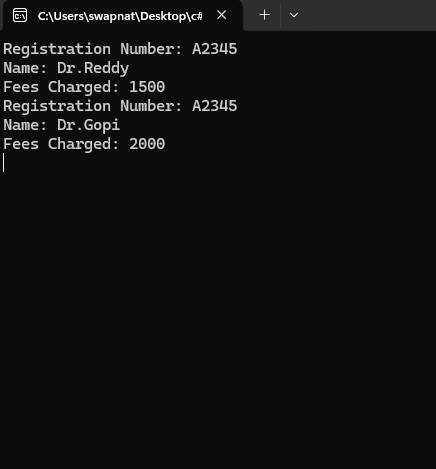 C:\Users\swapnat\Desktop\c#
Registration Number: A2345
Name: Dr.Reddy
Fees Charged: 1500
Registration Number: A2345
Name: Dr.Gopi
Fees Charged: 2000